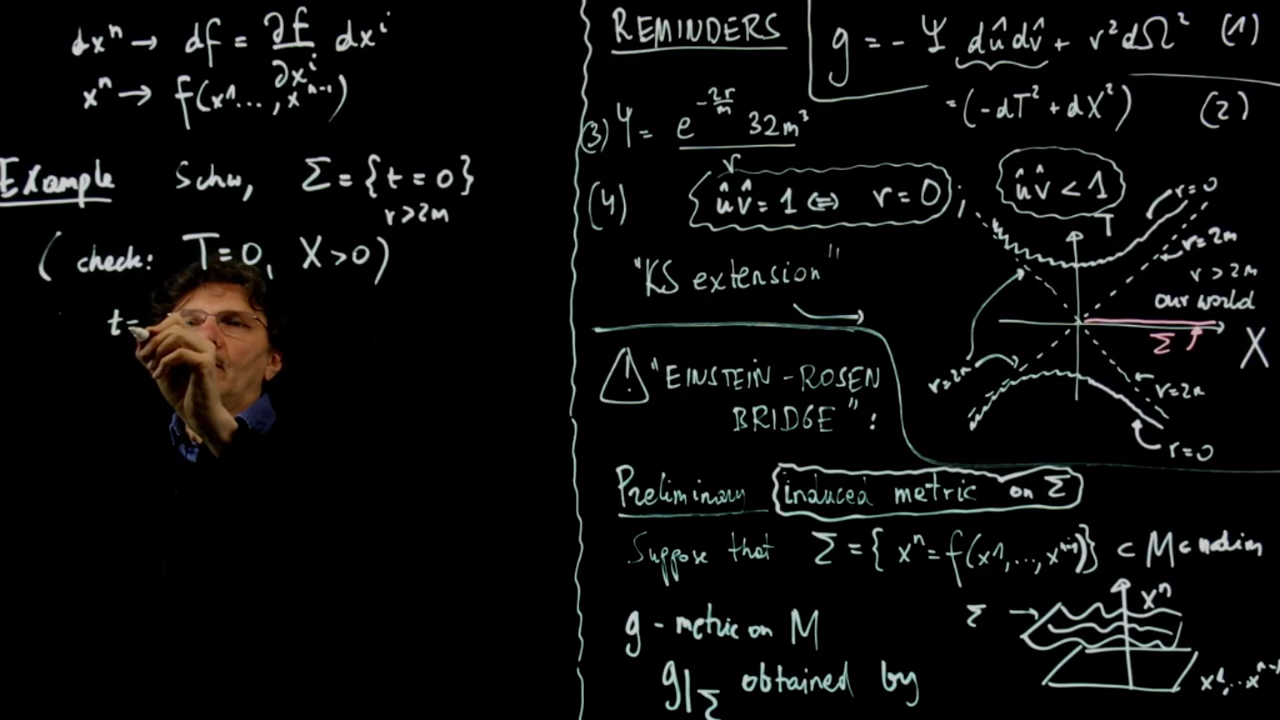 dxⁿ → df = ∂f/∂xⁱ dxⁱ
xⁿ → f(x¹..., xⁿ⁻¹)
Example Schw, Σ = {t = 0}
r > 2m
( check: T = 0, X > 0)
t =
REMINDERS
g = - Ψ dûdv̂ + r²dΩ² (1)
= (-dT² + dX²) (2)
(3) Ψ = e^(-2r/m) 32m³ / r
(4) ûv̂ = 1 ⇔ r = 0 ; ûv̂ < 1
"KS extension"
T
r = 0
r = 2m
r > 2m
our world
Σ
X
r = 2m
r = 2m
r = 0
⚠ "EINSTEIN - ROSEN
BRIDGE" :
Preliminary induced metric on Σ
Suppose that Σ = { xⁿ = f(x¹, ..., xⁿ⁻¹)} ⊂ M
g - metric on M
g|Σ obtained by
Σ →
xⁿ
x¹, .. xⁿ⁻¹